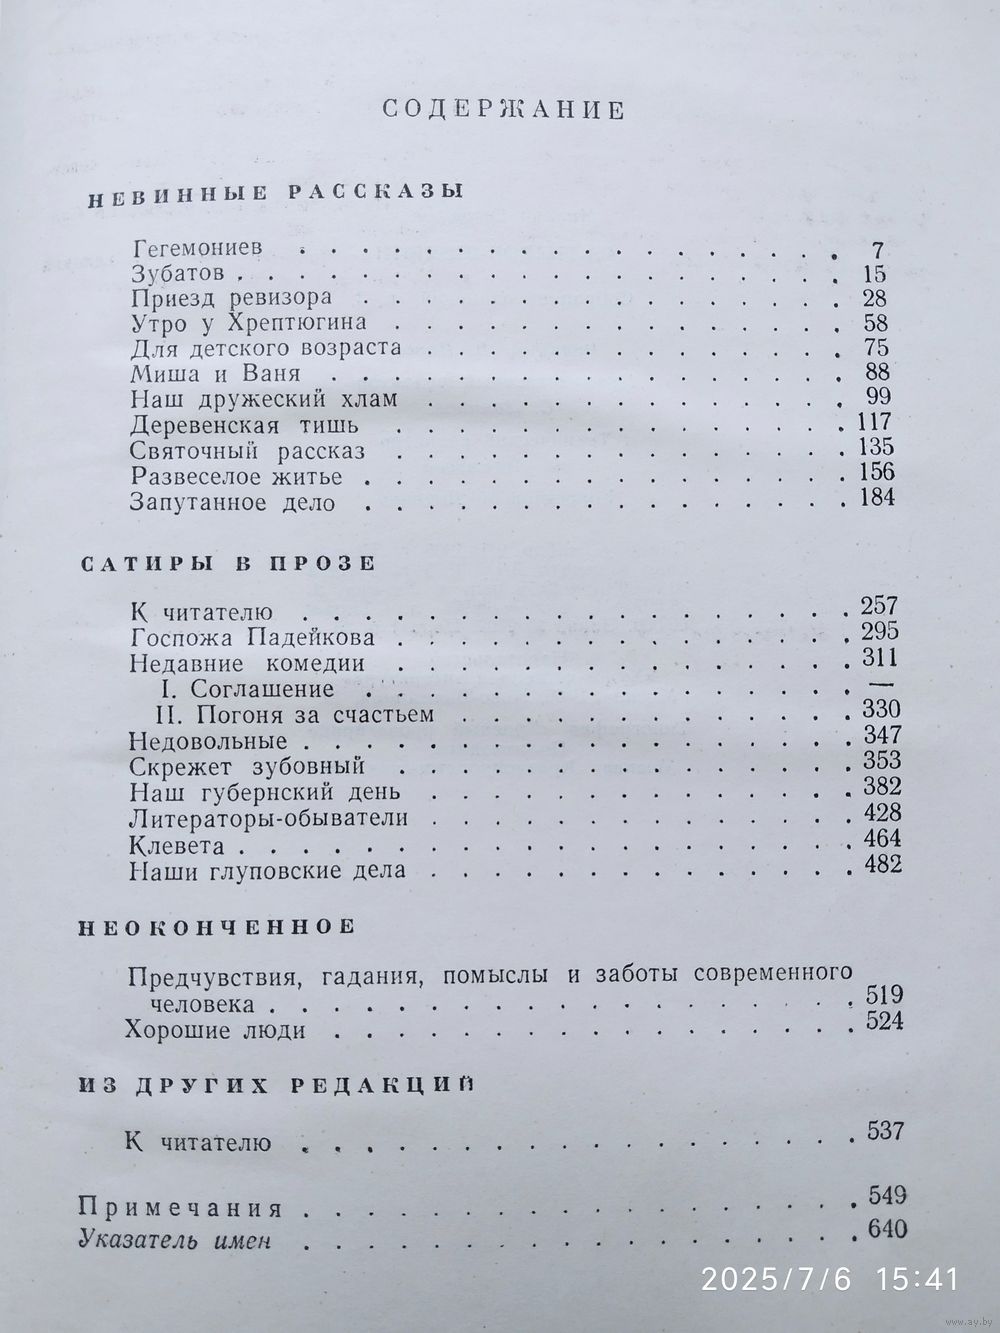 СОДЕРЖАНИЕ
НЕВИННЫЕ РАССКАЗЫ
Гегемониев . . . . . . . . . . . . . . 7
Зубатов . . . . . . . . . . . . . . . 15
Приезд ревизора . . . . . . . . . . . . 28
Утро у Хрептюгина . . . . . . . . . . . 58
Для детского возраста . . . . . . . . . . 75
Миша и Ваня . . . . . . . . . . . . . 88
Наш дружеский хлам . . . . . . . . . . . 99
Деревенская тишь . . . . . . . . . . . 117
Святочный рассказ . . . . . . . . . . . 135
Развеселое житье . . . . . . . . . . . . 156
Запутанное дело . . . . . . . . . . . . 184
САТИРЫ В ПРОЗЕ
К читателю . . . . . . . . . . . . . . 257
Госпожа Падейкова . . . . . . . . . . . 295
Недавние комедии . . . . . . . . . . . 311
I. Соглашение . . . . . . . . . . . . —
II. Погоня за счастьем . . . . . . . . . . 330
Недовольные . . . . . . . . . . . . . 347
Скрежет зубовный . . . . . . . . . . . 353
Наш губернский день . . . . . . . . . . 382
Литераторы-обыватели . . . . . . . . . . 428
Клевета . . . . . . . . . . . . . . . 464
Наши глуповские дела . . . . . . . . . . 482
НЕОКОНЧЕННОЕ
Предчувствия, гадания, помыслы и заботы современного
человека . . . . . . . . . . . . . . 519
Хорошие люди . . . . . . . . . . . . . 524
ИЗ ДРУГИХ РЕДАКЦИЙ
К читателю . . . . . . . . . . . . . . 537
Примечания . . . . . . . . . . . . . . 549
Указатель имен . . . . . . . . . . . . . 640
2025/7/6 15:41
www.ay.by